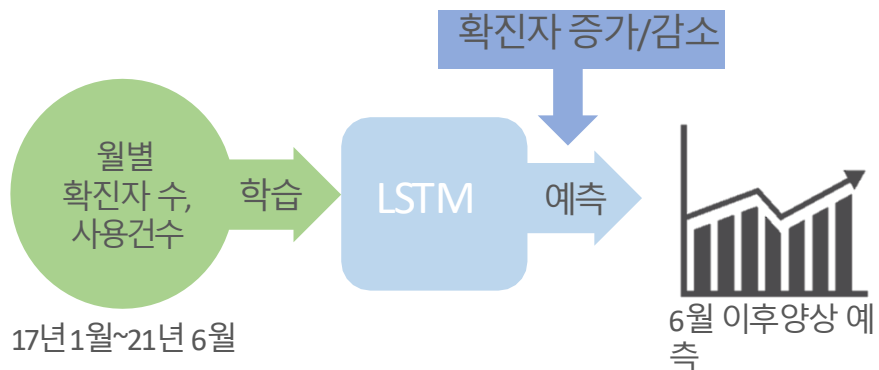 확진자 증가/감소
월별
확진자 수,
사용건수
학습
LSTM
예측
17년 1월~21년 6월
6월 이후양상 예
측